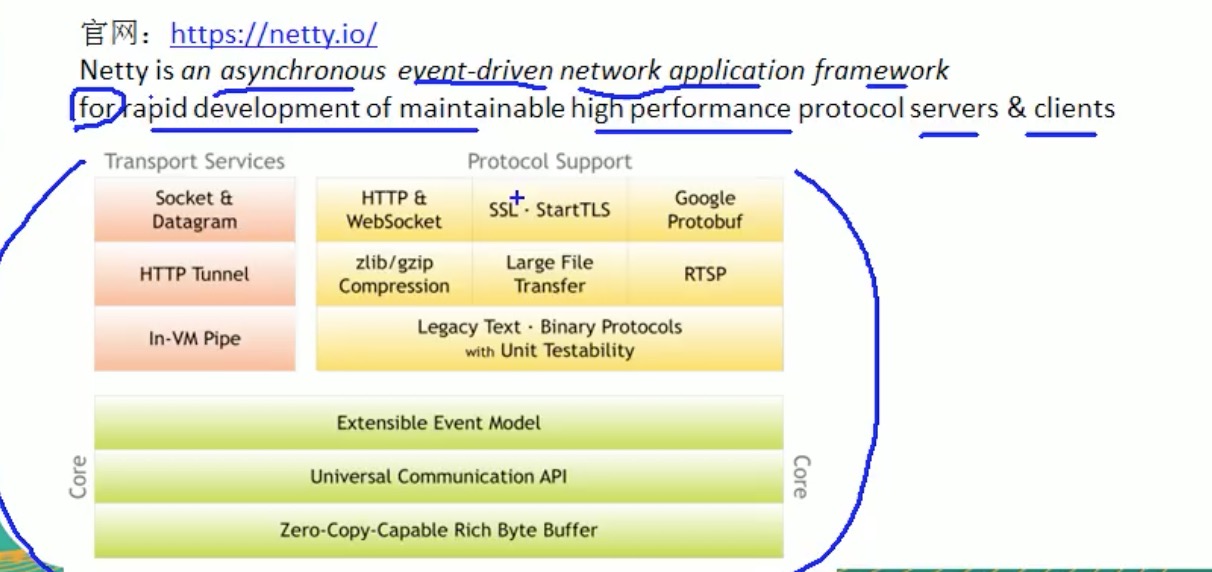 官网：https://netty.io/
Netty is an asynchronous event-driven network application framework
for rapid development of maintainable high performance protocol servers & clients
Transport Services
Socket &
Datagram
HTTP Tunnel
In-VM Pipe
Protocol Support
HTTP &
WebSocket
SSL · StartTLS
Google
Protobuf
zlib/gzip
Compression
Large File
Transfer
RTSP
Legacy Text · Binary Protocols
with Unit Testability
Core
Extensible Event Model
Universal Communication API
Zero-Copy-Capable Rich Byte Buffer
Core